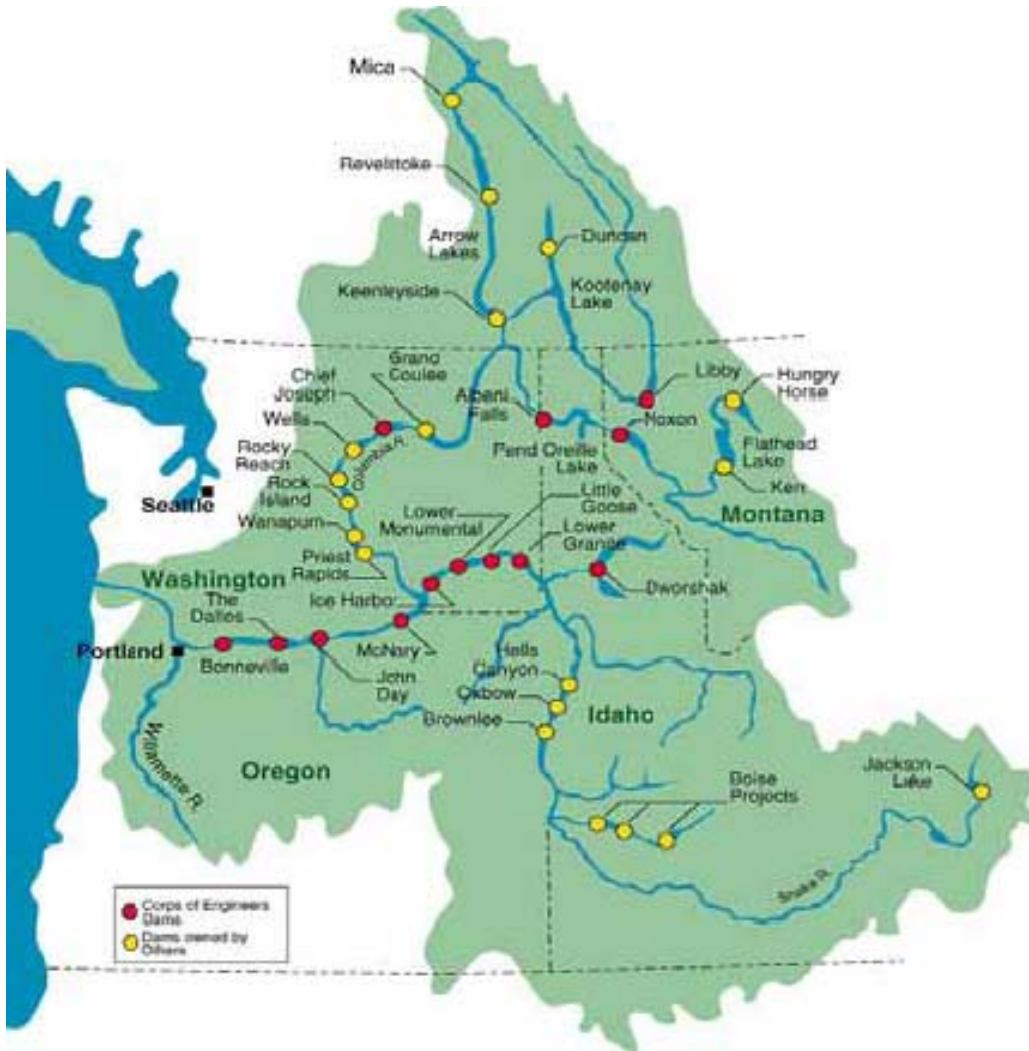 Mica
Revelstoke
Arrow
Lakes
Duncan
Keenleyside
Kootenay
Lake
Grand
Coulee
Chief
Joseph
Albeni
Falls
Libby
Hungry
Horse
Wells
Noxon
Columbia R.
Rocky
Reach
Pend Oreille
Lake
Flathead
Lake
Kerr
Seattle
Rock
Island
Little
Goose
Montana
Wanapum
Lower
Monumental
Lower
Granite
Priest
Rapids
Washington
Ice Harbor
Dworshak
The
Dalles
Portland
Bonneville
McNary
John
Day
Hells
Canyon
Oxbow
Brownlee
Idaho
Willamette R.
Oregon
Boise
Projects
Jackson
Lake
Snake R.
Corps of Engineers
Dams
Dams owned by
Others